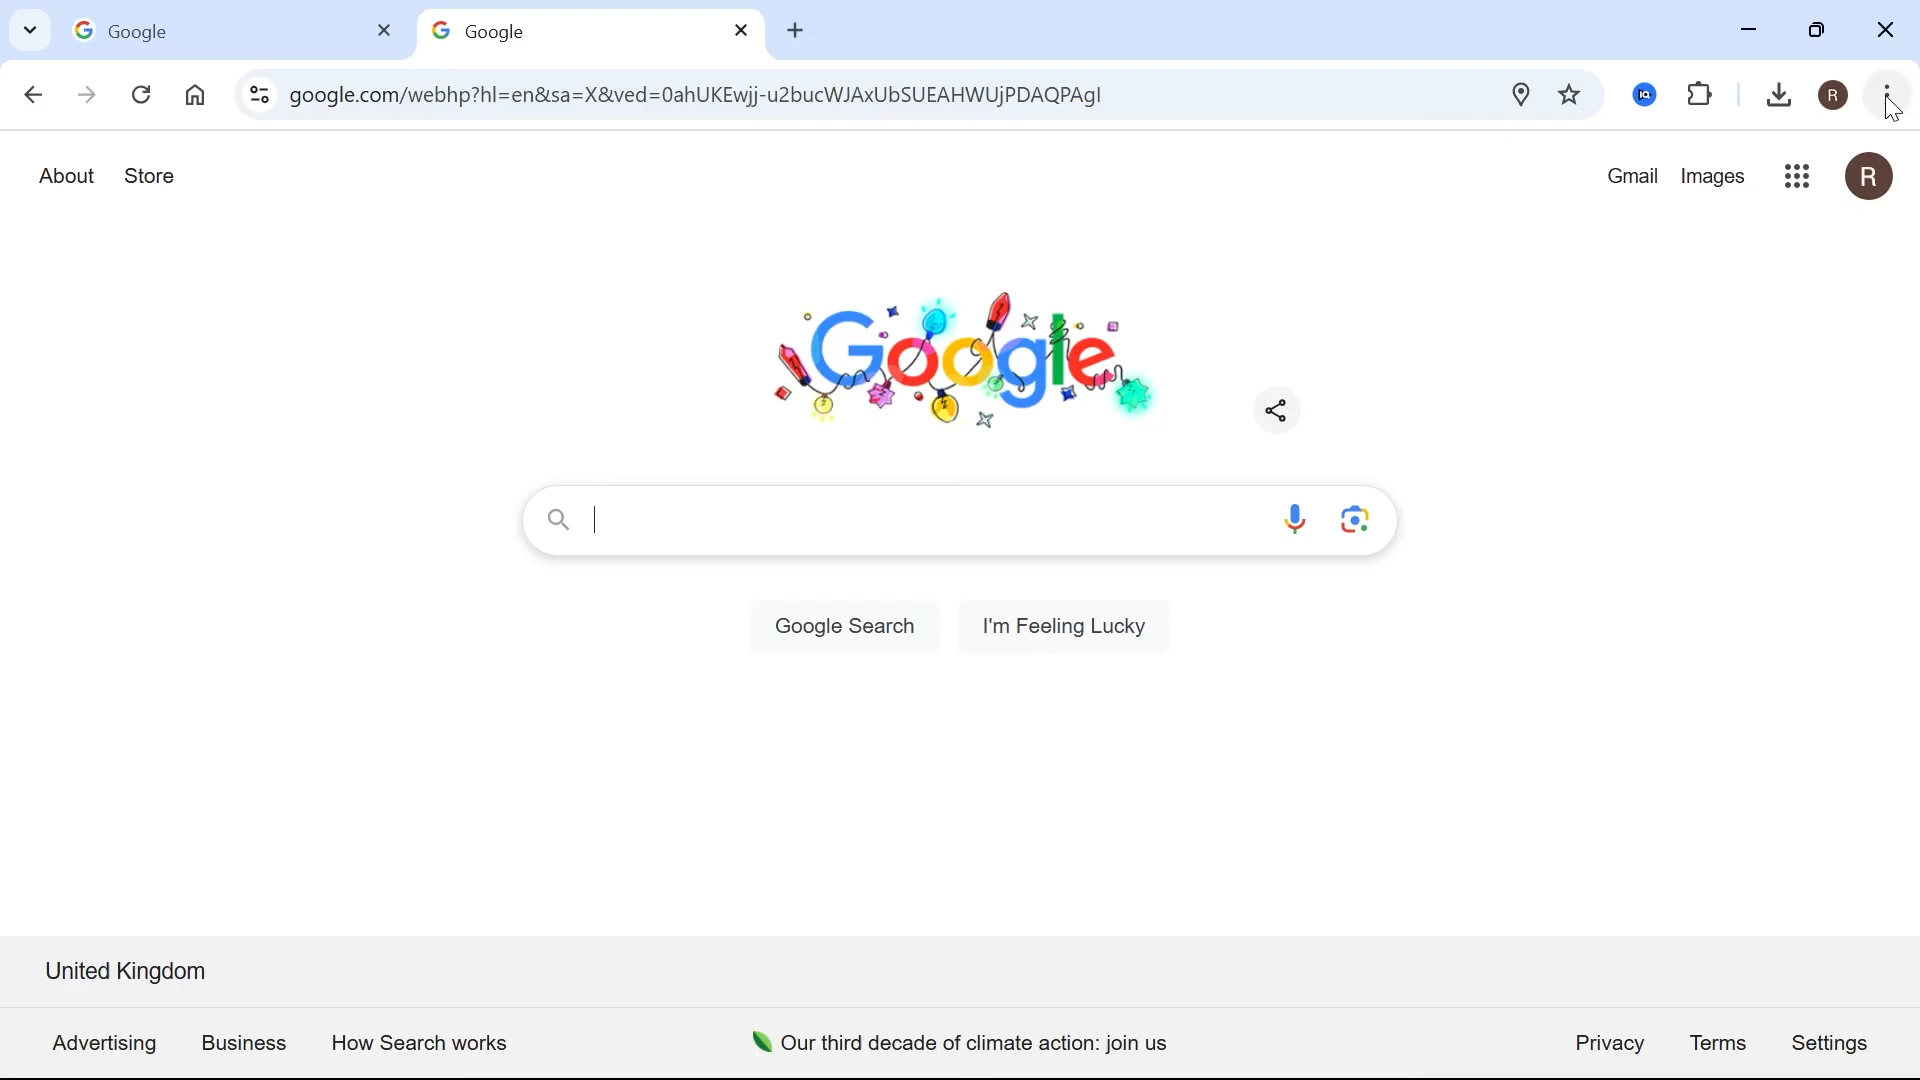 Google
Google
google.com/webhp?hl=en&sa=X&ved=0ahUKEwjj-u2bucWJAxUbSUEAHWUjPDAQPAgI
R
About
Store
Gmail
Images
R
Google
Google Search
I'm Feeling Lucky
United Kingdom
Advertising
Business
How Search works
Our third decade of climate action: join us
Privacy
Terms
Settings